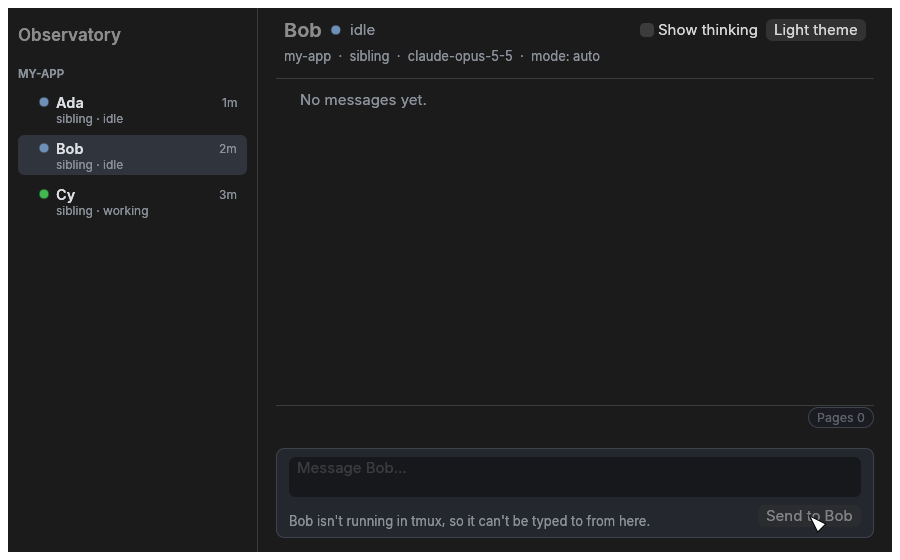 Observatory
MY-APP
Ada 1m
sibling · idle
Bob 2m
sibling · idle
Cy 3m
sibling · working
Bob idle Show thinking Light theme
my-app · sibling · claude-opus-5-5 · mode: auto
No messages yet.
Pages 0
Message Bob...
Bob isn't running in tmux, so it can't be typed to from here.
Send to Bob